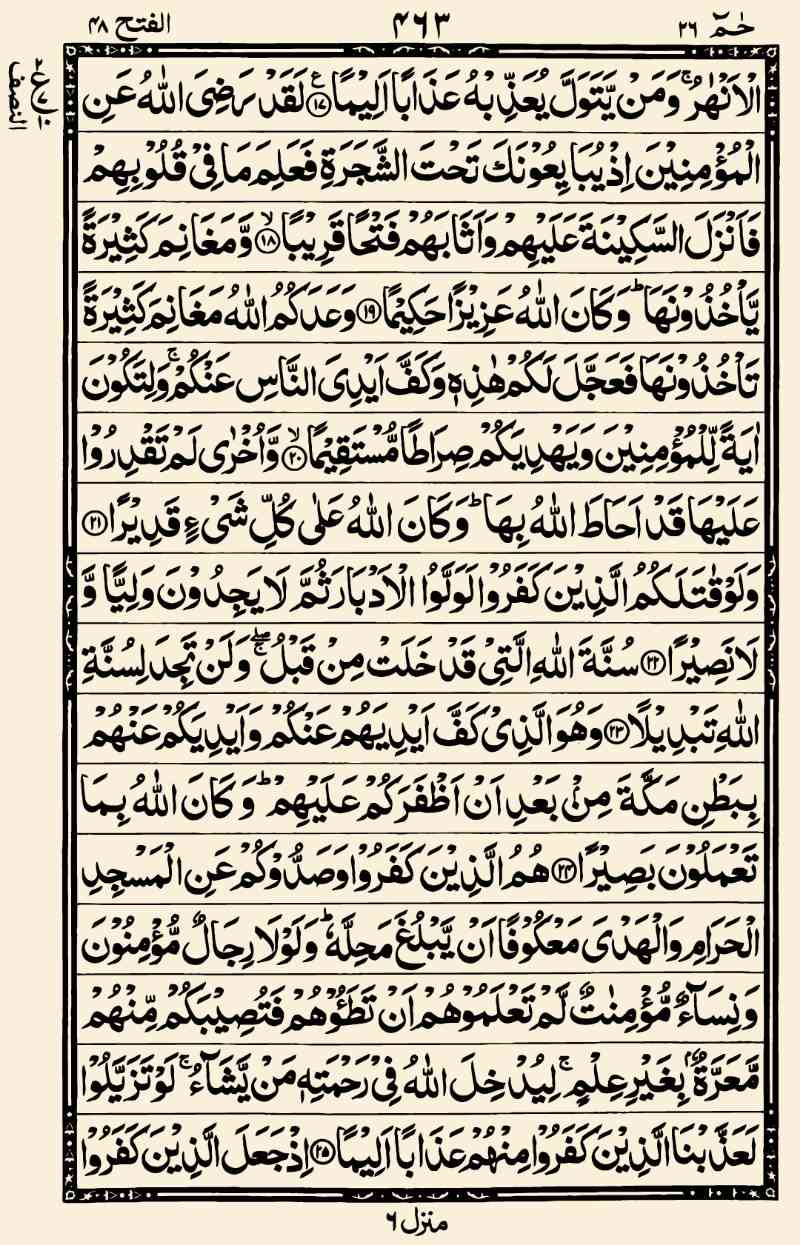 حٰمٓ ٢٦
٤٦٣
الفتح ٤٨
النصف
الْاَنْهٰرُ ۚ وَمَنْ يَّتَوَلَّ يُعَذِّبْهُ عَذَابًا اَلِيْمًا ﴿١٧﴾ لَقَدْ رَضِيَ اللّٰهُ عَنِ
الْمُؤْمِنِيْنَ اِذْ يُبَايِعُوْنَكَ تَحْتَ الشَّجَرَةِ فَعَلِمَ مَا فِيْ قُلُوْبِهِمْ
فَاَنْزَلَ السَّكِيْنَةَ عَلَيْهِمْ وَاَثَابَهُمْ فَتْحًا قَرِيْبًا ۙ﴿١٨﴾ وَّمَغَانِمَ كَثِيْرَةً
يَّاْخُذُوْنَهَا ؕ وَكَانَ اللّٰهُ عَزِيْزًا حَكِيْمًا ﴿١٩﴾ وَعَدَكُمُ اللّٰهُ مَغَانِمَ كَثِيْرَةً
تَاْخُذُوْنَهَا فَعَجَّلَ لَكُمْ هٰذِهٖ وَكَفَّ اَيْدِيَ النَّاسِ عَنْكُمْ ۚ وَلِتَكُوْنَ
اٰيَةً لِّلْمُؤْمِنِيْنَ وَيَهْدِيَكُمْ صِرَاطًا مُّسْتَقِيْمًا ۙ﴿٢٠﴾ وَّاُخْرٰى لَمْ تَقْدِرُوْا
عَلَيْهَا قَدْ اَحَاطَ اللّٰهُ بِهَا ؕ وَكَانَ اللّٰهُ عَلٰى كُلِّ شَيْءٍ قَدِيْرًا ﴿٢١﴾
وَلَوْ قٰتَلَكُمُ الَّذِيْنَ كَفَرُوْا لَوَلَّوُا الْاَدْبَارَ ثُمَّ لَا يَجِدُوْنَ وَلِيًّا وَّ
لَا نَصِيْرًا ﴿٢٢﴾ سُنَّةَ اللّٰهِ الَّتِيْ قَدْ خَلَتْ مِنْ قَبْلُ ۚۖ وَلَنْ تَجِدَ لِسُنَّةِ
اللّٰهِ تَبْدِيْلًا ﴿٢٣﴾ وَهُوَ الَّذِيْ كَفَّ اَيْدِيَهُمْ عَنْكُمْ وَاَيْدِيَكُمْ عَنْهُمْ
بِبَطْنِ مَكَّةَ مِنْۢ بَعْدِ اَنْ اَظْفَرَكُمْ عَلَيْهِمْ ؕ وَكَانَ اللّٰهُ بِمَا
تَعْمَلُوْنَ بَصِيْرًا ﴿٢٤﴾ هُمُ الَّذِيْنَ كَفَرُوْا وَصَدُّوْكُمْ عَنِ الْمَسْجِدِ
الْحَرَامِ وَالْهَدْيَ مَعْكُوْفًا اَنْ يَّبْلُغَ مَحِلَّهٗ ؕ وَلَوْلَا رِجَالٌ مُّؤْمِنُوْنَ
وَنِسَآءٌ مُّؤْمِنٰتٌ لَّمْ تَعْلَمُوْهُمْ اَنْ تَطَـُٔوْهُمْ فَتُصِيْبَكُمْ مِّنْهُمْ
مَّعَرَّةٌۢ بِغَيْرِ عِلْمٍ ۚ لِيُدْخِلَ اللّٰهُ فِيْ رَحْمَتِهٖ مَنْ يَّشَآءُ ۚ لَوْ تَزَيَّلُوْا
لَعَذَّبْنَا الَّذِيْنَ كَفَرُوْا مِنْهُمْ عَذَابًا اَلِيْمًا ﴿٢٥﴾ اِذْ جَعَلَ الَّذِيْنَ كَفَرُوْا
منزل ٦